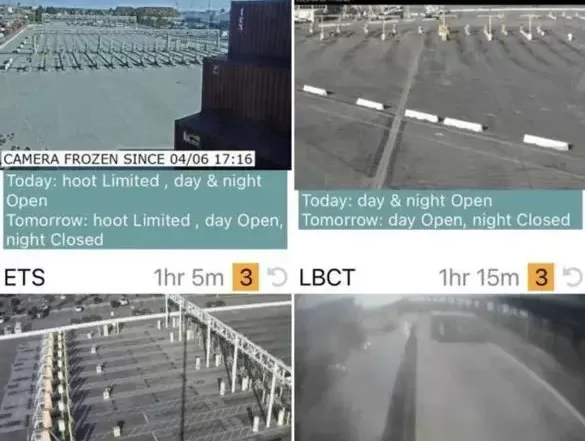 CAMERA FROZEN SINCE 04/06 17:16
Today: hoot Limited , day & night
Open
Tomorrow: hoot Limited , day Open,
night Closed
Today: day & night Open
Tomorrow: day Open, night Closed
ETS 1hr 5m 3
LBCT 1hr 15m 3